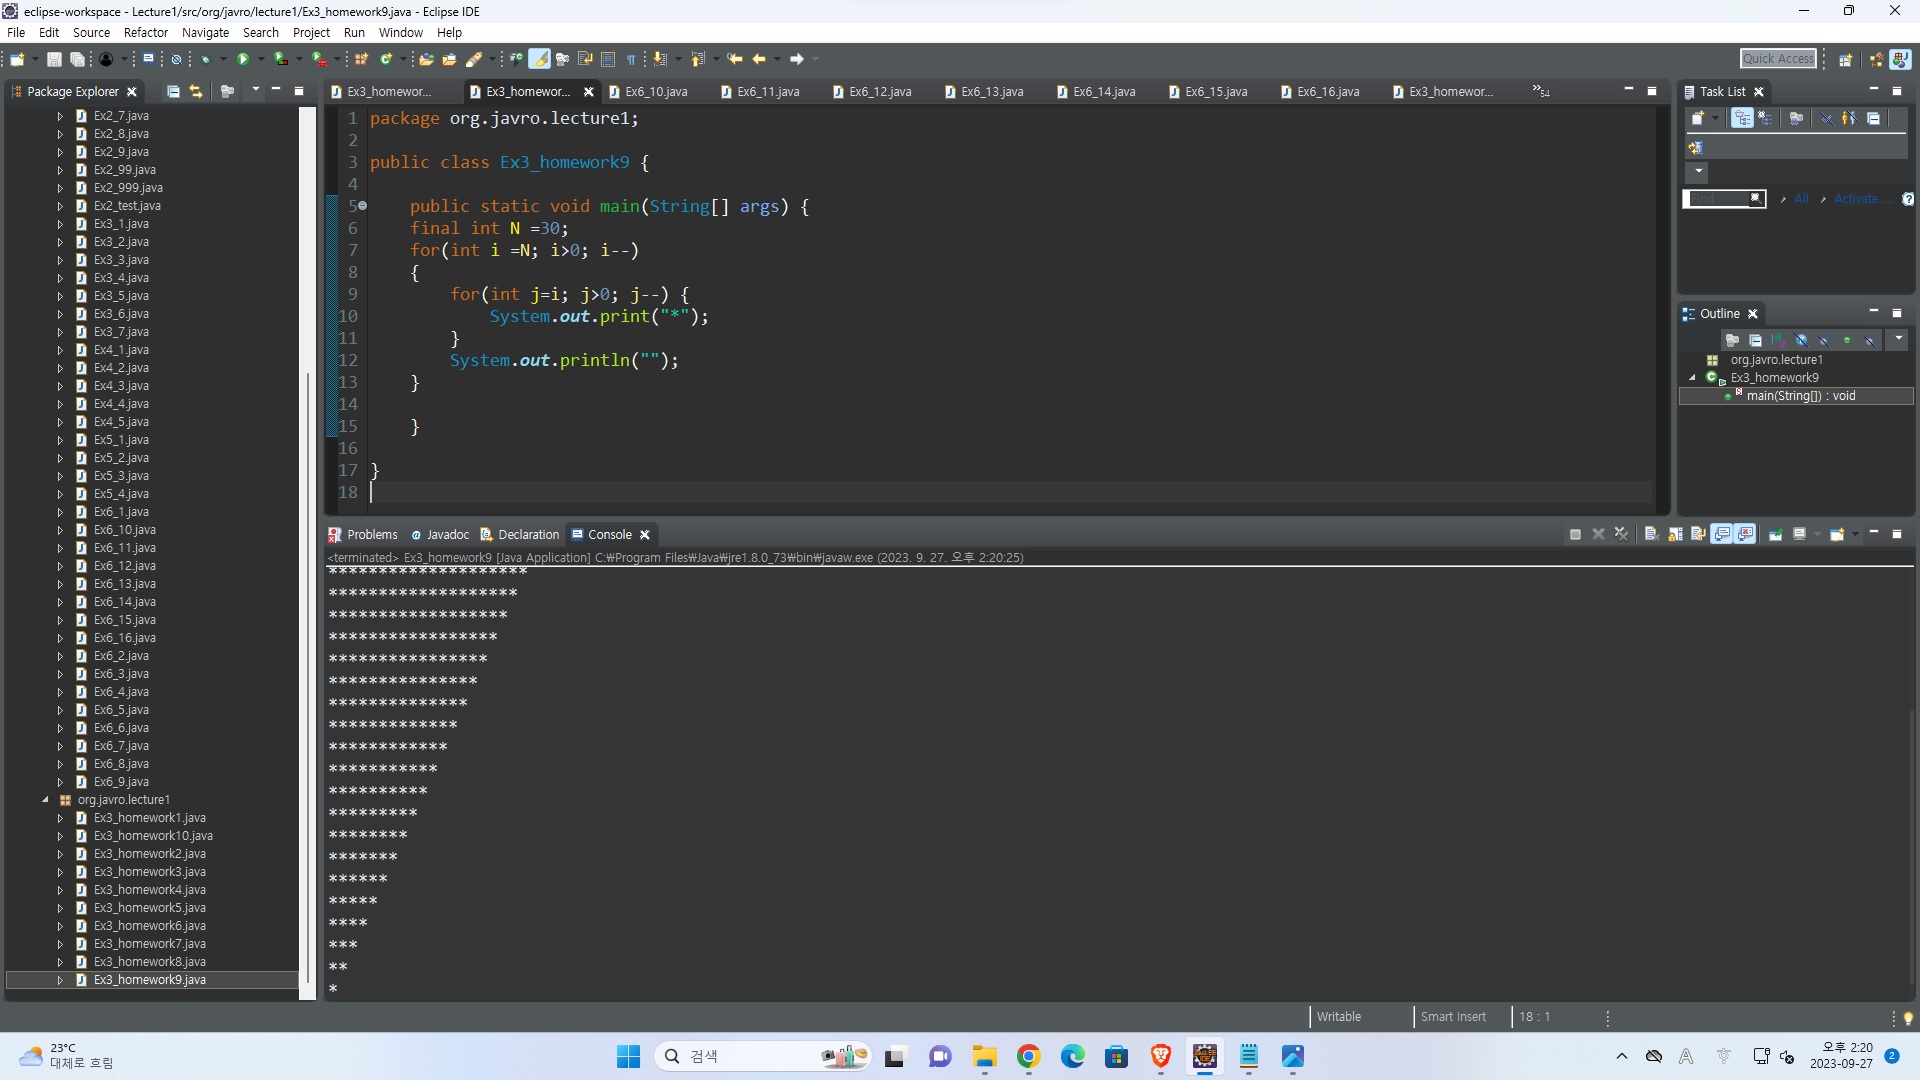 eclipse-workspace - Lecture1/src/org/javro/lecture1/Ex3_homework9.java - Eclipse IDE
File Edit Source Refactor Navigate Search Project Run Window Help
Quick Access
Package Explorer
Ex2_7.java
Ex2_8.java
Ex2_9.java
Ex2_99.java
Ex2_999.java
Ex2_test.java
Ex3_1.java
Ex3_2.java
Ex3_3.java
Ex3_4.java
Ex3_5.java
Ex3_6.java
Ex3_7.java
Ex4_1.java
Ex4_2.java
Ex4_3.java
Ex4_4.java
Ex4_5.java
Ex5_1.java
Ex5_2.java
Ex5_3.java
Ex5_4.java
Ex6_1.java
Ex6_10.java
Ex6_11.java
Ex6_12.java
Ex6_13.java
Ex6_14.java
Ex6_15.java
Ex6_16.java
Ex6_2.java
Ex6_3.java
Ex6_4.java
Ex6_5.java
Ex6_6.java
Ex6_7.java
Ex6_8.java
Ex6_9.java
org.javro.lecture1
Ex3_homework1.java
Ex3_homework10.java
Ex3_homework2.java
Ex3_homework3.java
Ex3_homework4.java
Ex3_homework5.java
Ex3_homework6.java
Ex3_homework7.java
Ex3_homework8.java
Ex3_homework9.java
Ex3_homewor... Ex3_homewor... Ex6_10.java Ex6_11.java Ex6_12.java Ex6_13.java Ex6_14.java Ex6_15.java Ex6_16.java Ex3_homewor... »54
1 package org.javro.lecture1;
2
3 public class Ex3_homework9 {
4
5     public static void main(String[] args) {
6     final int N =30;
7     for(int i =N; i>0; i--)
8     {
9         for(int j=i; j>0; j--) {
10             System.out.print("*");
11         }
12         System.out.println("");
13     }
14
15     }
16
17 }
18
Problems Javadoc Declaration Console
<terminated> Ex3_homework9 [Java Application] C:₩Program Files₩Java₩jre1.8.0_73₩bin₩javaw.exe (2023. 9. 27. 오후 2:20:25)
********************
*******************
******************
*****************
****************
***************
**************
*************
************
***********
**********
*********
********
*******
******
*****
****
***
**
*
Task List
Find All Activate...
Outline
org.javro.lecture1
Ex3_homework9
main(String[]) : void
Writable Smart Insert 18 : 1
23°C
대체로 흐림
검색
A
오후 2:20
2023-09-27
2